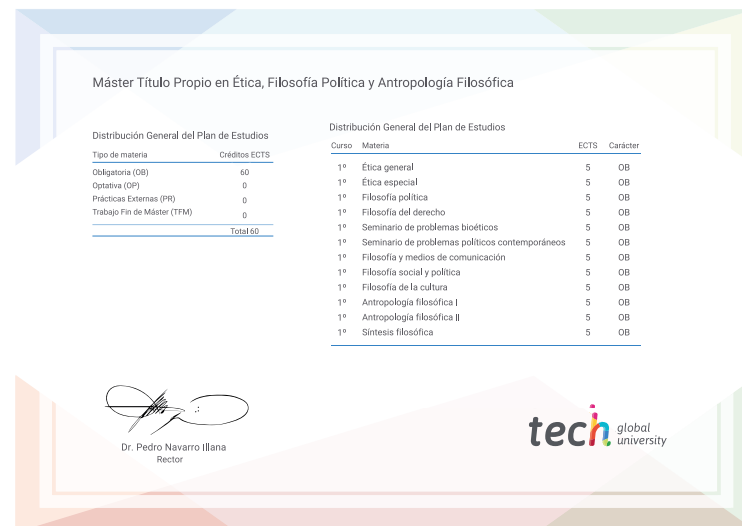 Máster Título Propio en Ética, Filosofía Política y Antropología Filosófica
Distribución General del Plan de Estudios
Tipo de materia Créditos ECTS
Obligatoria (OB) 60
Optativa (OP) 0
Prácticas Externas (PR) 0
Trabajo Fin de Máster (TFM) 0
Total 60
Distribución General del Plan de Estudios
Curso Materia ECTS Carácter
1º Ética general 5 OB
1º Ética especial 5 OB
1º Filosofía política 5 OB
1º Filosofía del derecho 5 OB
1º Seminario de problemas bioéticos 5 OB
1º Seminario de problemas políticos contemporáneos 5 OB
1º Filosofía y medios de comunicación 5 OB
1º Filosofía social y política 5 OB
1º Filosofía de la cultura 5 OB
1º Antropología filosófica I 5 OB
1º Antropología filosófica II 5 OB
1º Síntesis filosófica 5 OB
Dr. Pedro Navarro Illana
Rector
tech global
university